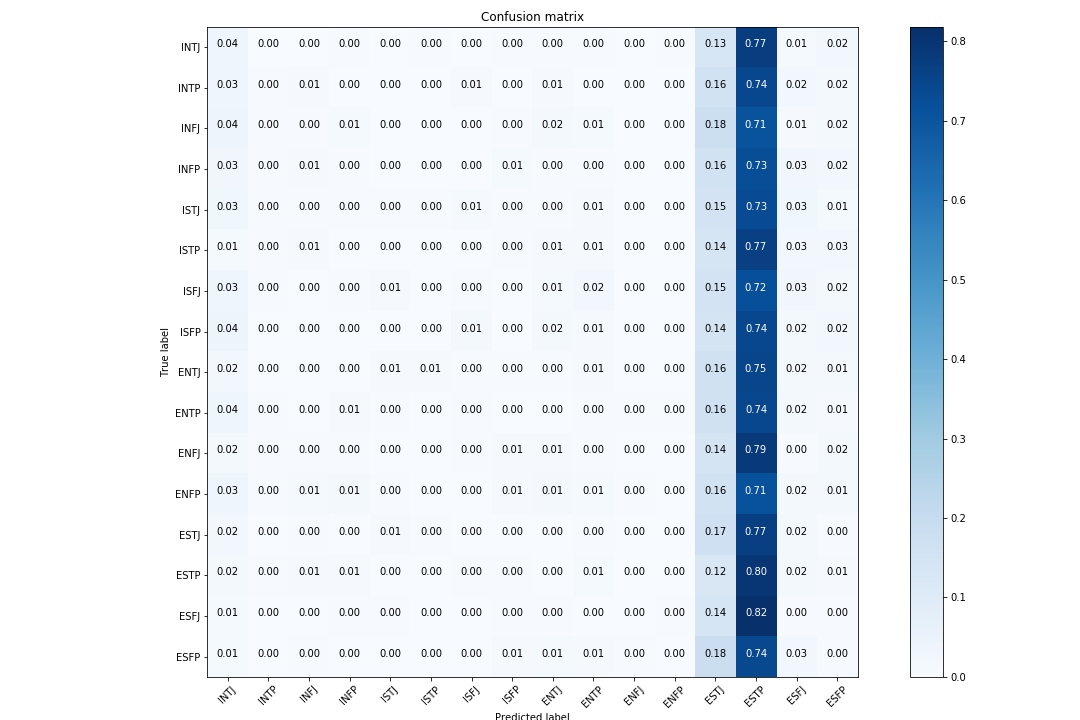 Confusion matrix
INTJ 0.04 0.00 0.00 0.00 0.00 0.00 0.00 0.00 0.00 0.00 0.00 0.00 0.13 0.77 0.01 0.02
INTP 0.03 0.00 0.01 0.00 0.00 0.00 0.01 0.00 0.01 0.00 0.00 0.00 0.16 0.74 0.02 0.02
INFJ 0.04 0.00 0.00 0.01 0.00 0.00 0.00 0.00 0.02 0.01 0.00 0.00 0.18 0.71 0.01 0.02
INFP 0.03 0.00 0.01 0.00 0.00 0.00 0.00 0.01 0.00 0.00 0.00 0.00 0.16 0.73 0.03 0.02
ISTJ 0.03 0.00 0.00 0.00 0.00 0.00 0.01 0.00 0.00 0.01 0.00 0.00 0.15 0.73 0.03 0.01
ISTP 0.01 0.00 0.01 0.00 0.00 0.00 0.00 0.00 0.01 0.01 0.00 0.00 0.14 0.77 0.03 0.03
ISFJ 0.03 0.00 0.00 0.00 0.01 0.00 0.00 0.00 0.01 0.02 0.00 0.00 0.15 0.72 0.03 0.02
ISFP 0.04 0.00 0.00 0.00 0.00 0.00 0.01 0.00 0.02 0.01 0.00 0.00 0.14 0.74 0.02 0.02
ENTJ 0.02 0.00 0.00 0.00 0.01 0.01 0.00 0.00 0.00 0.01 0.00 0.00 0.16 0.75 0.02 0.01
ENTP 0.04 0.00 0.00 0.01 0.00 0.00 0.00 0.00 0.00 0.00 0.00 0.00 0.16 0.74 0.02 0.01
ENFJ 0.02 0.00 0.00 0.00 0.00 0.00 0.00 0.01 0.01 0.00 0.00 0.00 0.14 0.79 0.00 0.02
ENFP 0.03 0.00 0.01 0.01 0.00 0.00 0.00 0.01 0.01 0.01 0.00 0.00 0.16 0.71 0.02 0.01
ESTJ 0.02 0.00 0.00 0.00 0.01 0.00 0.00 0.00 0.00 0.00 0.00 0.00 0.17 0.77 0.02 0.00
ESTP 0.02 0.00 0.01 0.01 0.00 0.00 0.00 0.00 0.00 0.01 0.00 0.00 0.12 0.80 0.02 0.01
ESFJ 0.01 0.00 0.00 0.00 0.00 0.00 0.00 0.00 0.00 0.00 0.00 0.00 0.14 0.82 0.00 0.00
ESFP 0.01 0.00 0.00 0.00 0.00 0.00 0.00 0.01 0.01 0.01 0.00 0.00 0.18 0.74 0.03 0.00
True label
INTJ INTP INFJ INFP ISTJ ISTP ISFJ ISFP ENTJ ENTP ENFJ ENFP ESTJ ESTP ESFJ ESFP
Predicted label
0.8
0.7
0.6
0.5
0.4
0.3
0.2
0.1
0.0